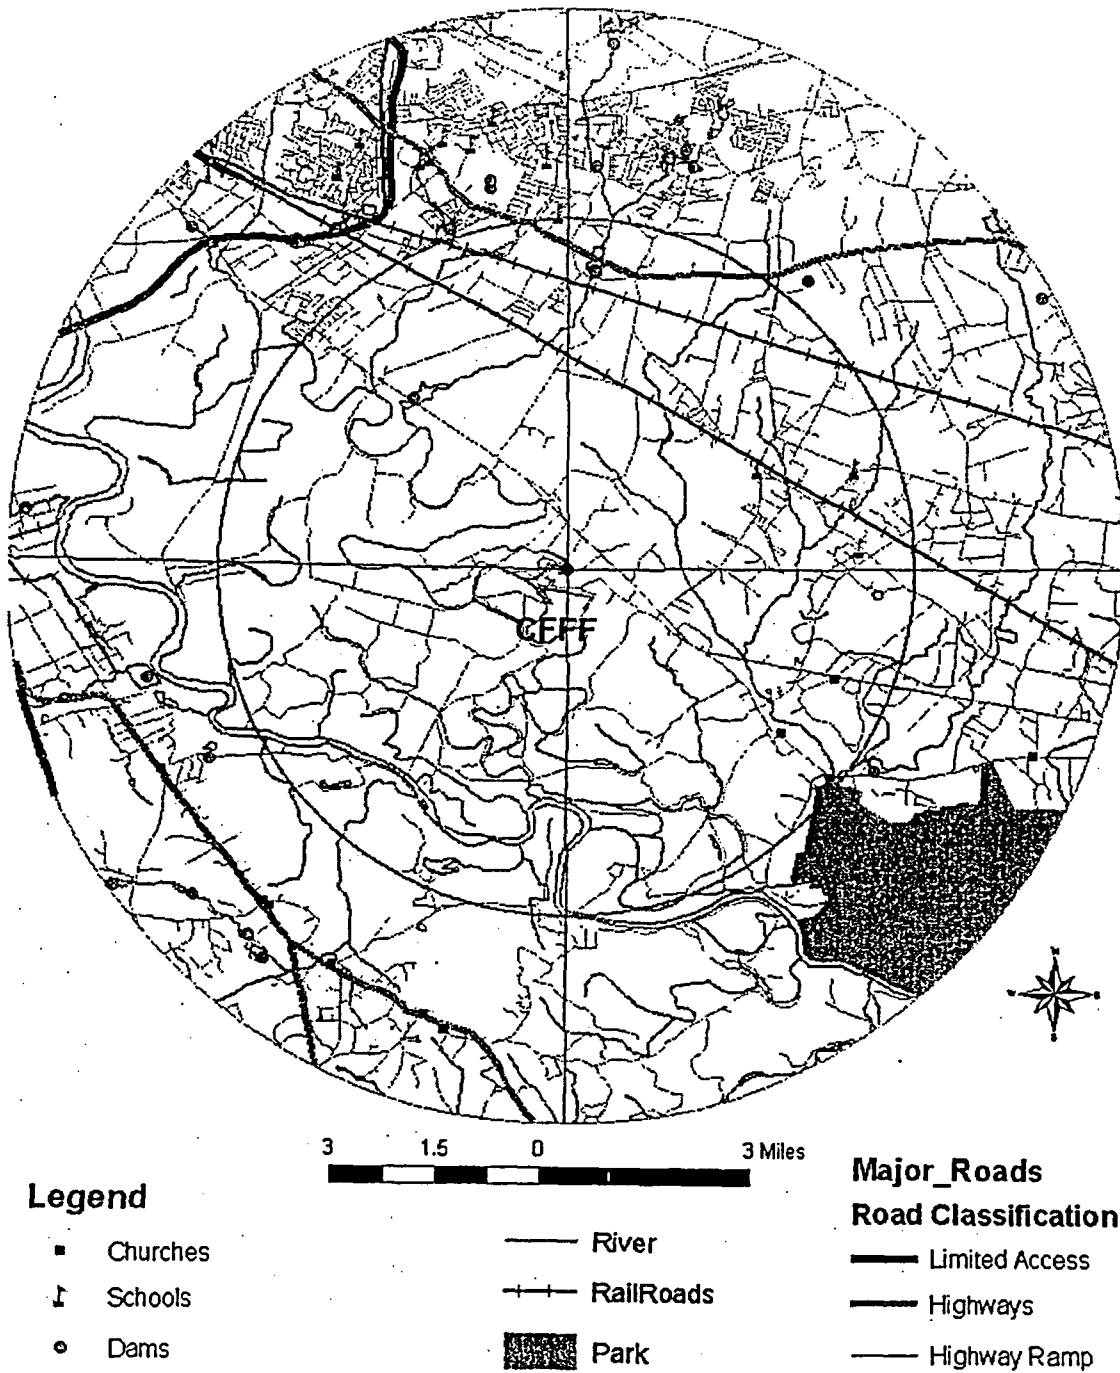 CFFF
3 1.5 0 3 Miles
Legend
Churches
Schools
Dams
River
RailRoads
Park
Major_Roads
Road Classification
Limited Access
Highways
Highway Ramp